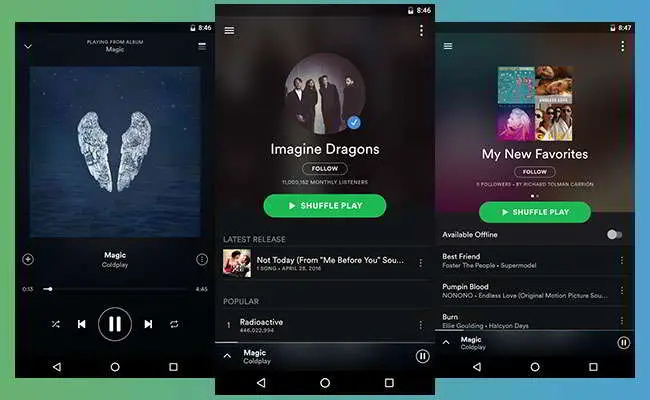 8:46
PLAYING FROM ALBUM
Magic
Magic
Coldplay
0:13
4:45
8:46
Imagine Dragons
FOLLOW
11,000,162 MONTHLY LISTENERS
SHUFFLE PLAY
LATEST RELEASE
Not Today (From "Me Before You" Sou...
1 SONG • APRIL 28, 2016
POPULAR
1 Radioactive
446,022,994
Magic
Coldplay
8:47
ENDLESS LOVE
My New Favorites
FOLLOW
0 FOLLOWERS • BY RICHARD TOLMAN CARRION
SHUFFLE PLAY
Available Offline
Best Friend
Foster The People • Supermodel
Pumpin Blood
NONONO • Endless Love (Original Motion Picture Sou...
Burn
Ellie Goulding • Halcyon Days
Magic
Coldplay